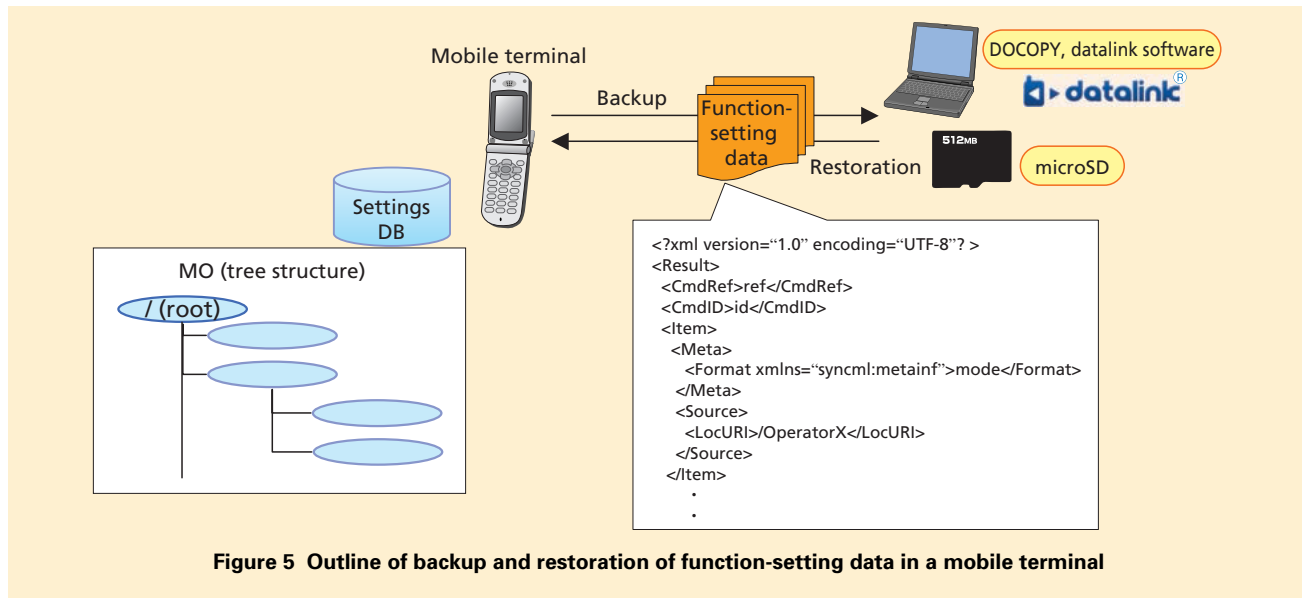 Mobile terminal
Backup
Function-
setting
data
Restoration
DOCOPY, datalink software
datalink®
512MB
microSD
Settings
DB
MO (tree structure)
/ (root)
<?xml version=“1.0” encoding=“UTF-8”? >
<Result>
<CmdRef>ref</CmdRef>
<CmdID>id</CmdID>
<Item>
<Meta>
<Format xmlns=“syncml:metainf”>mode</Format>
</Meta>
<Source>
<LocURI>/OperatorX</LocURI>
</Source>
</Item>
.
.
Figure 5 Outline of backup and restoration of function-setting data in a mobile terminal